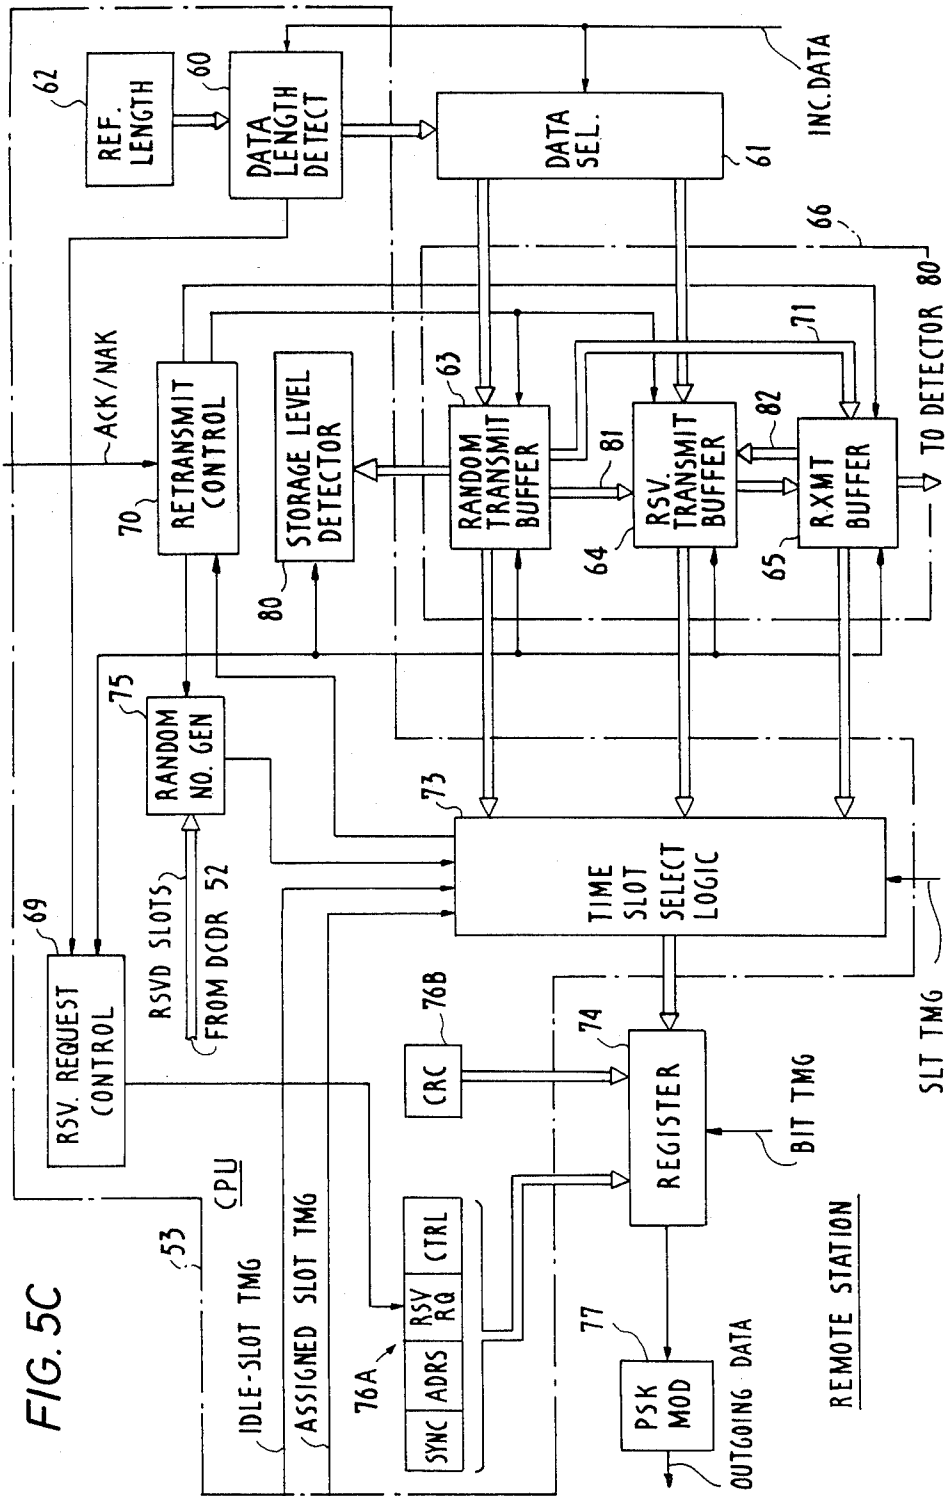 FIG. 5C
53
CPU
RSV. REQUEST
CONTROL
69
RSVD SLOTS
FROM DCDR 52
RANDOM
NO. GEN
75
ACK/NAK
RETRANSMIT
CONTROL
70
REF.
LENGTH
62
DATA
LENGTH
DETECT
60
STORAGE LEVEL
DETECTOR
80
IDLE-SLOT TMG
ASSIGNED SLOT TMG
76A
SYNC
ADRS
RSV
RQ
CTRL
CRC
76B
TIME
SLOT
SELECT
LOGIC
73
RANDOM
TRANSMIT
BUFFER
63
81
RSV.
TRANSMIT
BUFFER
64
82
RXMT
BUFFER
65
71
66
DATA
SEL.
61
INC.DATA
TO DETECTOR 80
PSK
MOD
77
OUTGOING DATA
REGISTER
74
BIT TMG
SLT TMG
REMOTE STATION